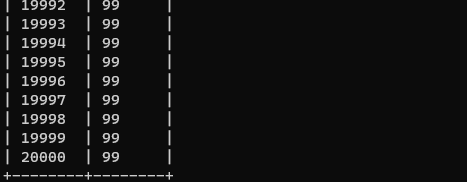 | 19992 | 99 |
| 19993 | 99 |
| 19994 | 99 |
| 19995 | 99 |
| 19996 | 99 |
| 19997 | 99 |
| 19998 | 99 |
| 19999 | 99 |
| 20000 | 99 |
+--------+--------+